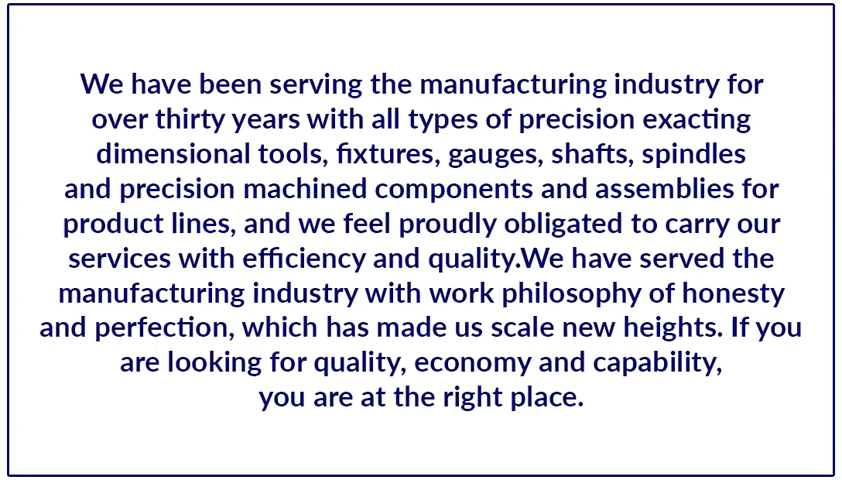 We have been serving the manufacturing industry for
over thirty years with all types of precision exacting
dimensional tools, fixtures, gauges, shafts, spindles
and precision machined components and assemblies for
product lines, and we feel proudly obligated to carry our
services with efficiency and quality.We have served the
manufacturing industry with work philosophy of honesty
and perfection, which has made us scale new heights. If you
are looking for quality, economy and capability,
you are at the right place.